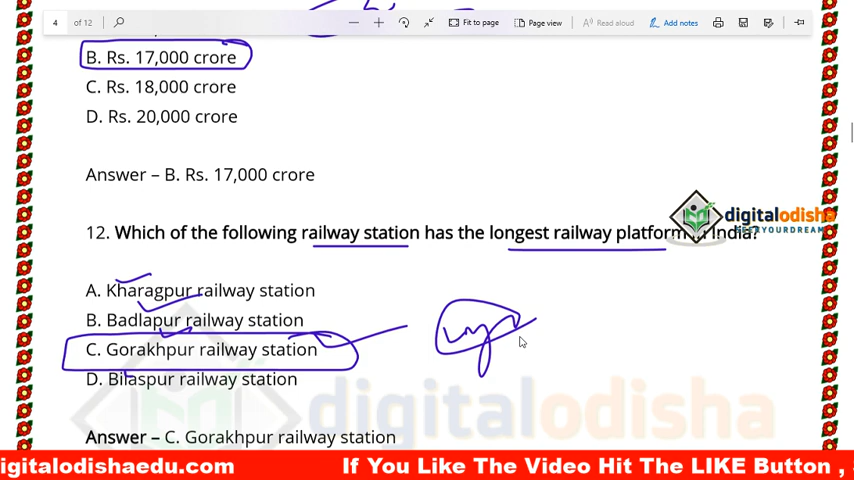 4 of 12 Fit to page Page view Read aloud Add notes
B. Rs. 17,000 crore
C. Rs. 18,000 crore
D. Rs. 20,000 crore
Answer – B. Rs. 17,000 crore
digitalodisha
12. Which of the following railway station has the longest railway platform in India?
A. Kharagpur railway station
B. Badlapur railway station
C. Gorakhpur railway station
D. Bilaspur railway station
digitalodisha
Answer – C. Gorakhpur railway station
igitalodishaedu.com If You Like The Video Hit The LIKE Button ,